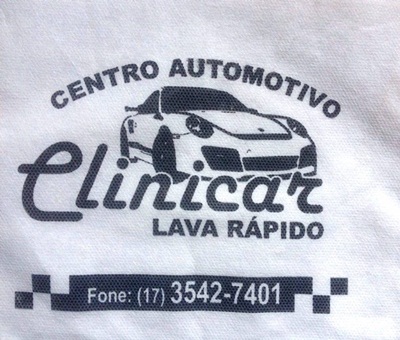 CENTRO AUTOMOTIVO
Clinicar
LAVA RÁPIDO
Fone: (17) 3542-7401